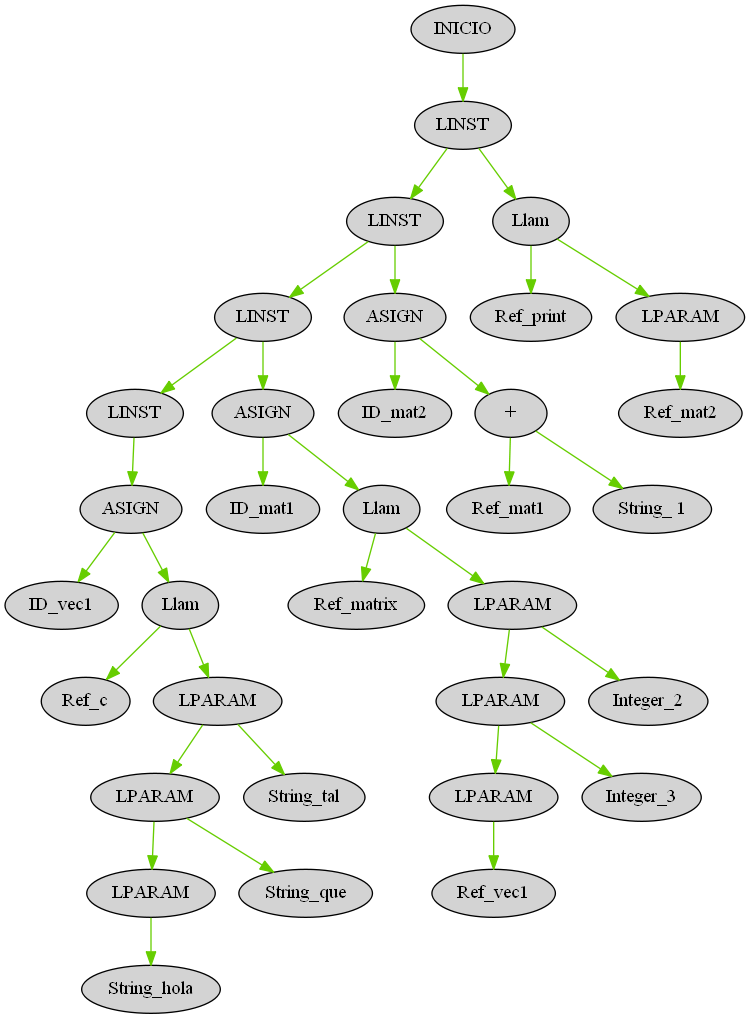 INICIO
LINST
LINST
Llam
LINST
ASIGN
Ref_print
LPARAM
LINST
ASIGN
ID_mat2
+
Ref_mat2
ASIGN
ID_mat1
Llam
Ref_mat1
String_ 1
ID_vec1
Llam
Ref_matrix
LPARAM
Ref_c
LPARAM
LPARAM
Integer_2
LPARAM
String_tal
LPARAM
Integer_3
LPARAM
String_que
Ref_vec1
String_hola